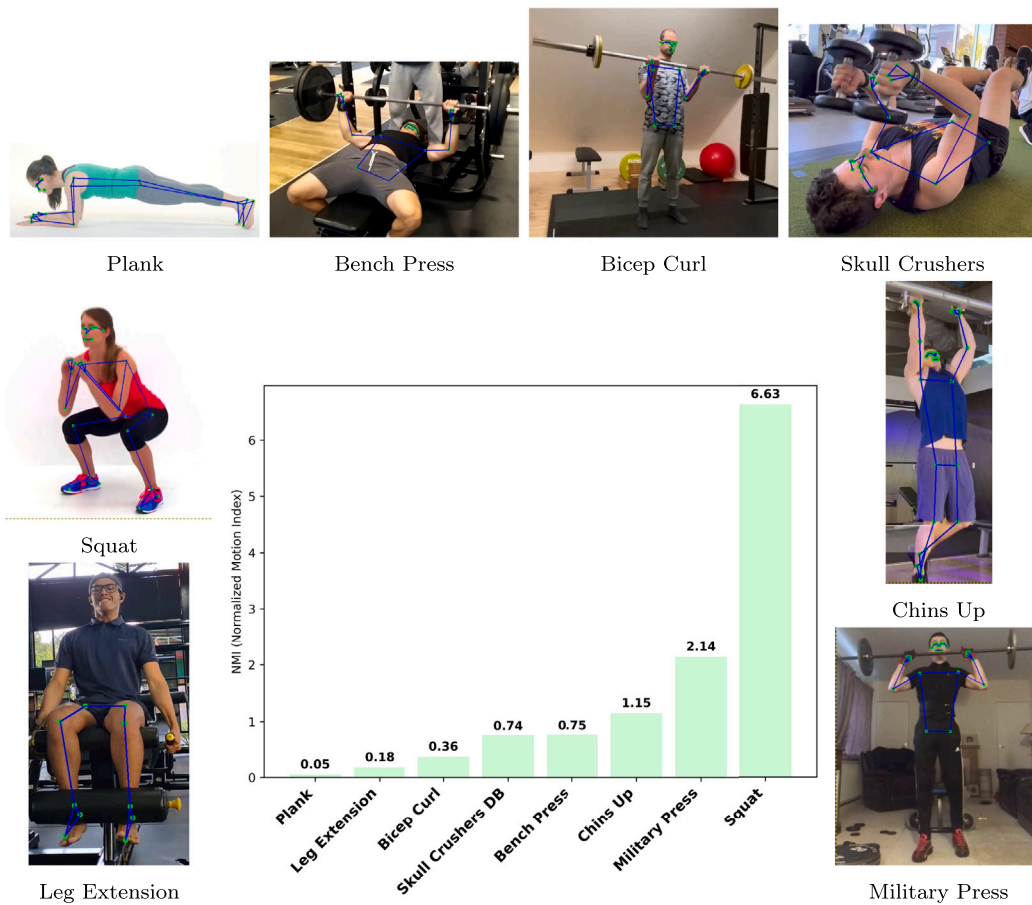 Plank
Bench Press
Bicep Curl
Skull Crushers
Squat
Chins Up
Leg Extension
Military Press
NMI (Normalized Motion Index)
6
5
4
3
2
1
0
0.05
0.18
0.36
0.74
0.75
1.15
2.14
6.63
Plank
Leg Extension
Bicep Curl
Skull Crushers DB
Bench Press
Chins Up
Military Press
Squat